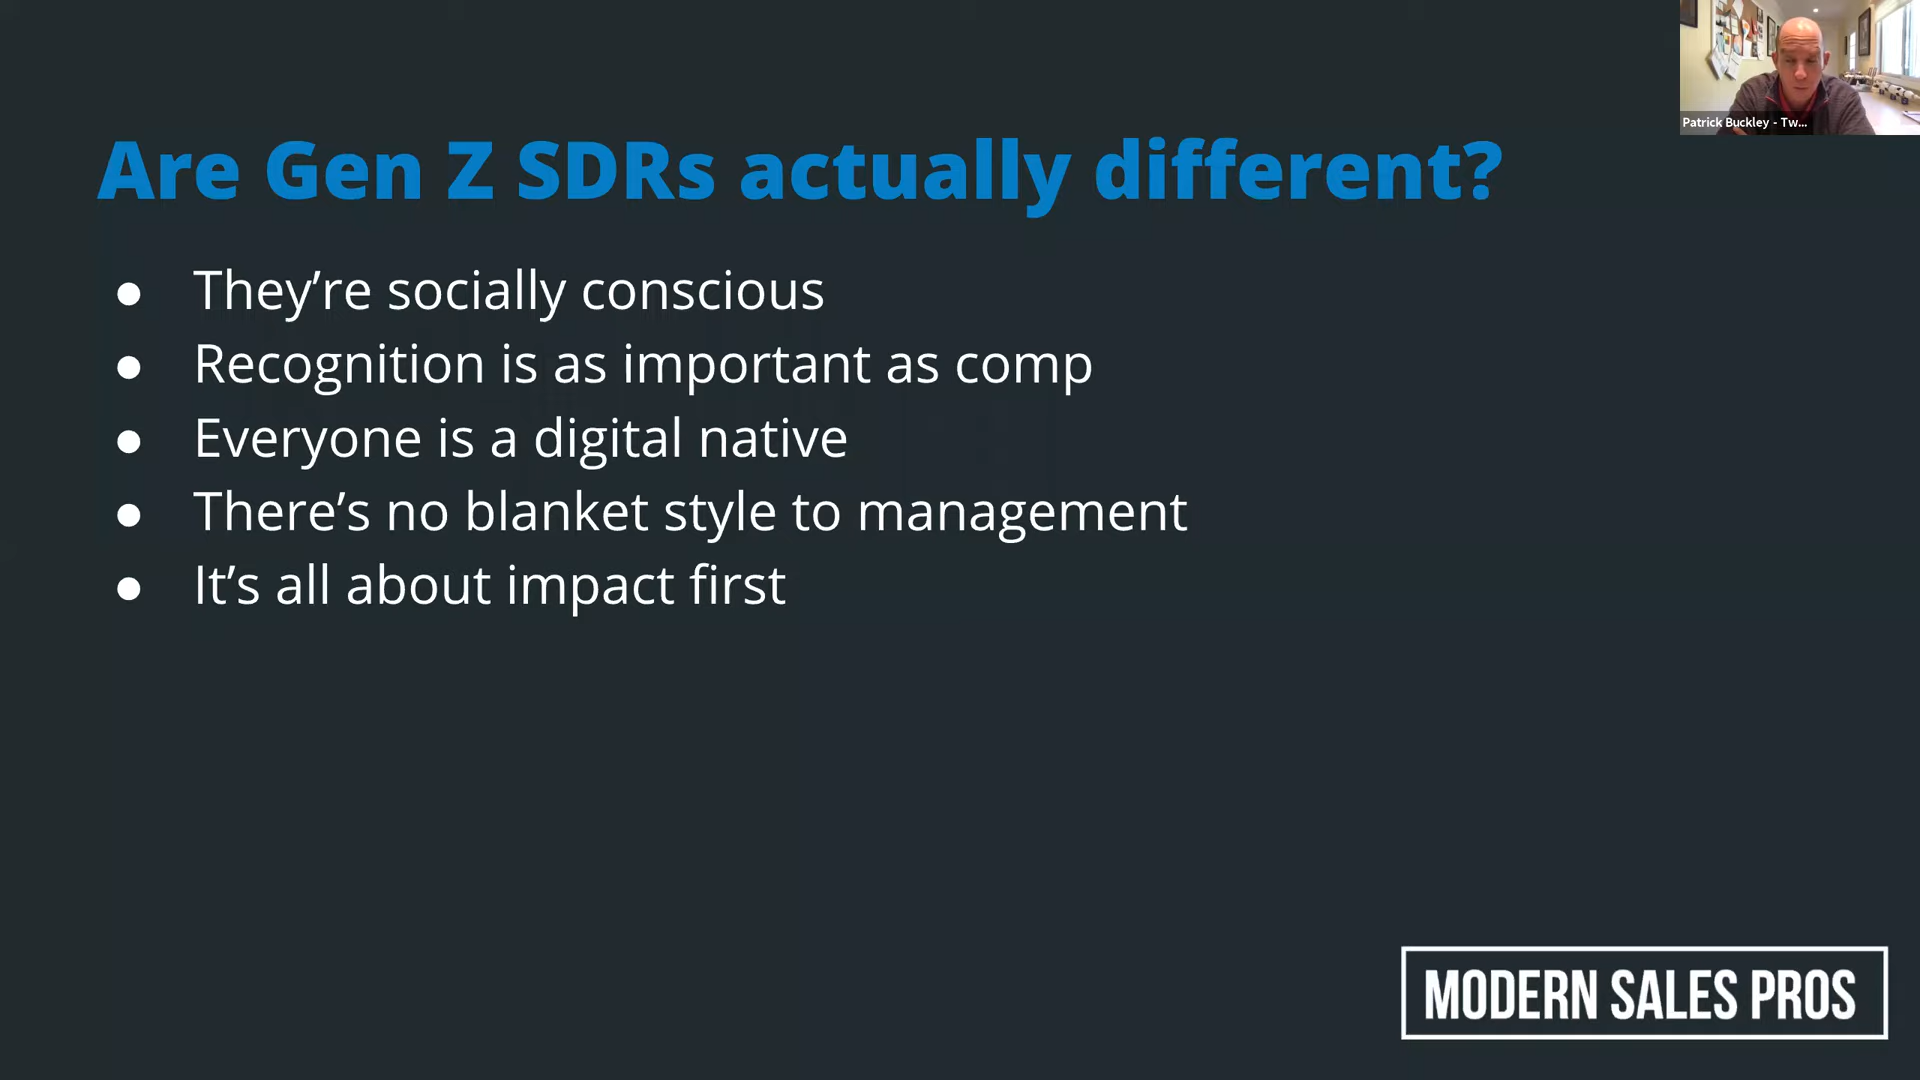 Patrick Buckley - Tw...
Are Gen Z SDRs actually different?
● They’re socially conscious
● Recognition is as important as comp
● Everyone is a digital native
● There’s no blanket style to management
● It’s all about impact first
MODERN SALES PROS